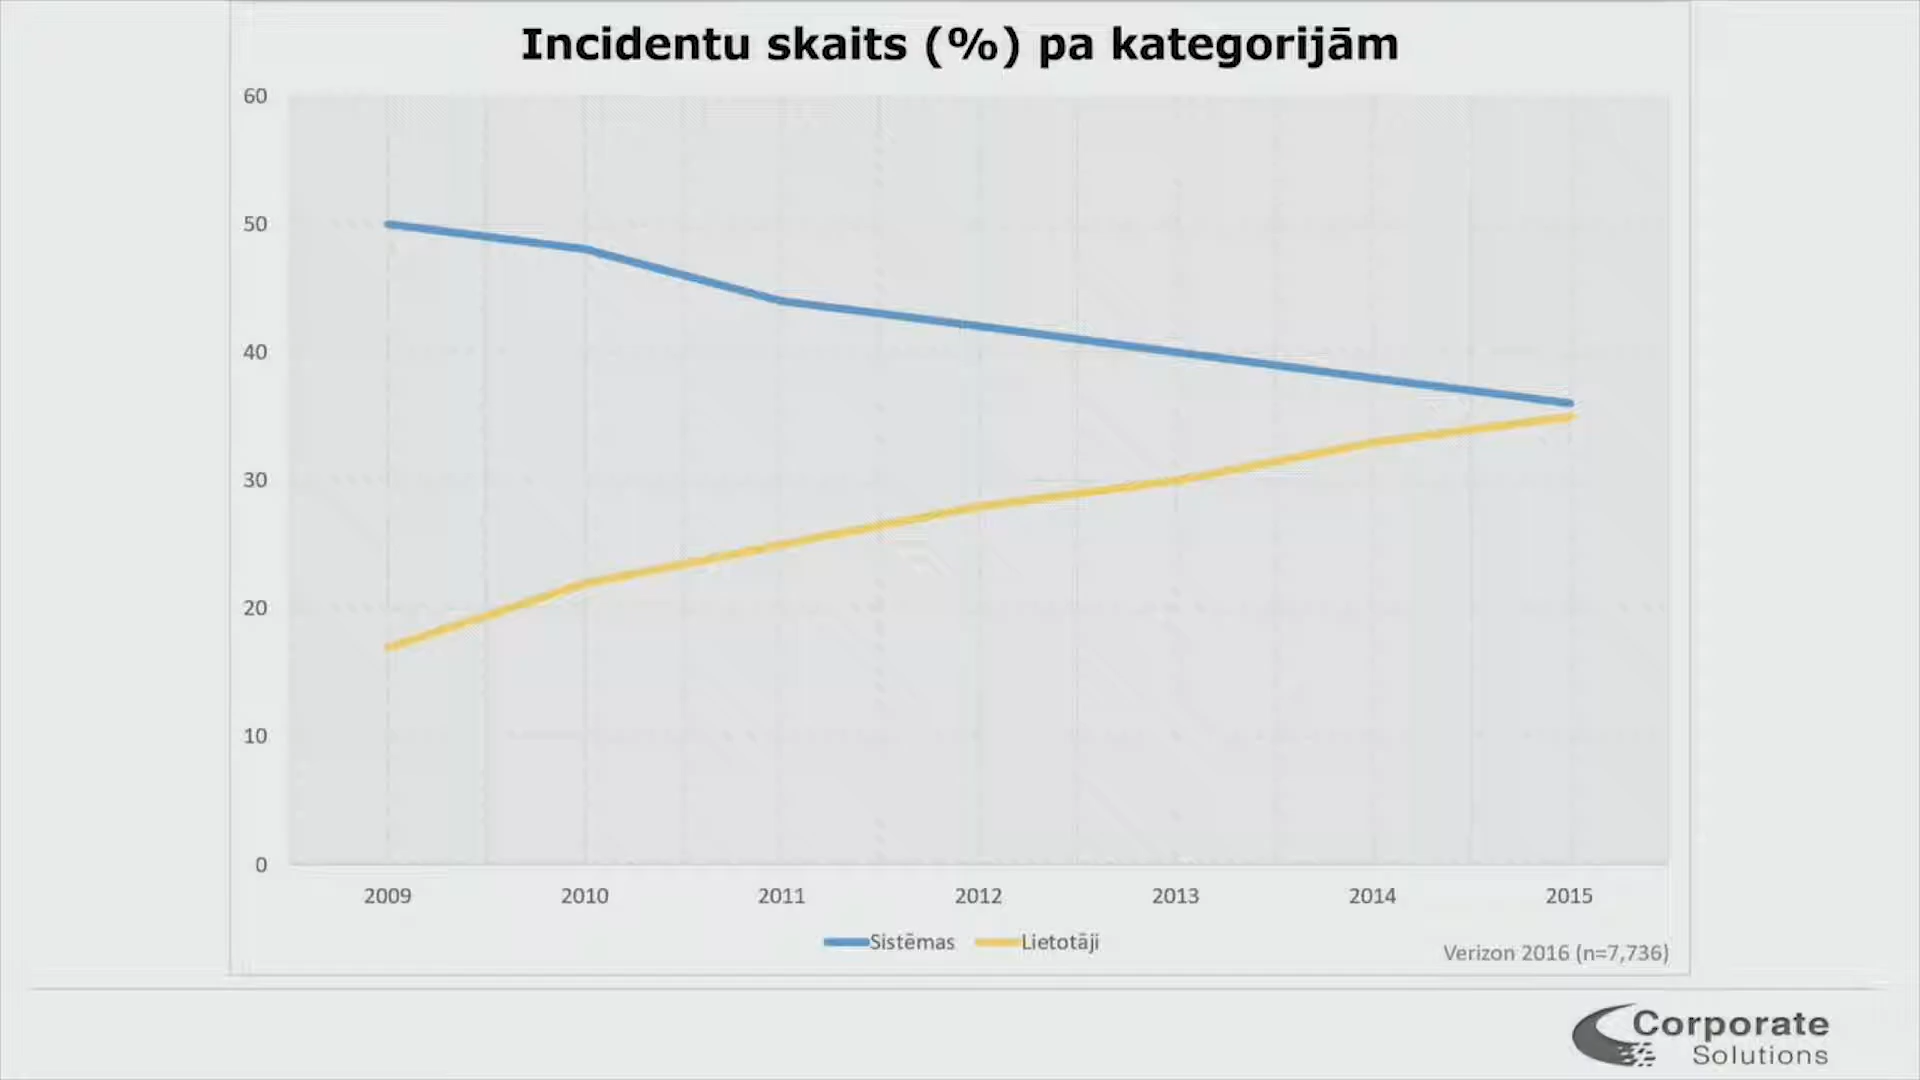 Incidentu skaits (%) pa kategorijām
60
50
40
30
20
10
0
2009 2010 2011 2012 2013 2014 2015
Sistēmas Lietotāji
Verizon 2016 (n=7,736)
Corporate
Solutions